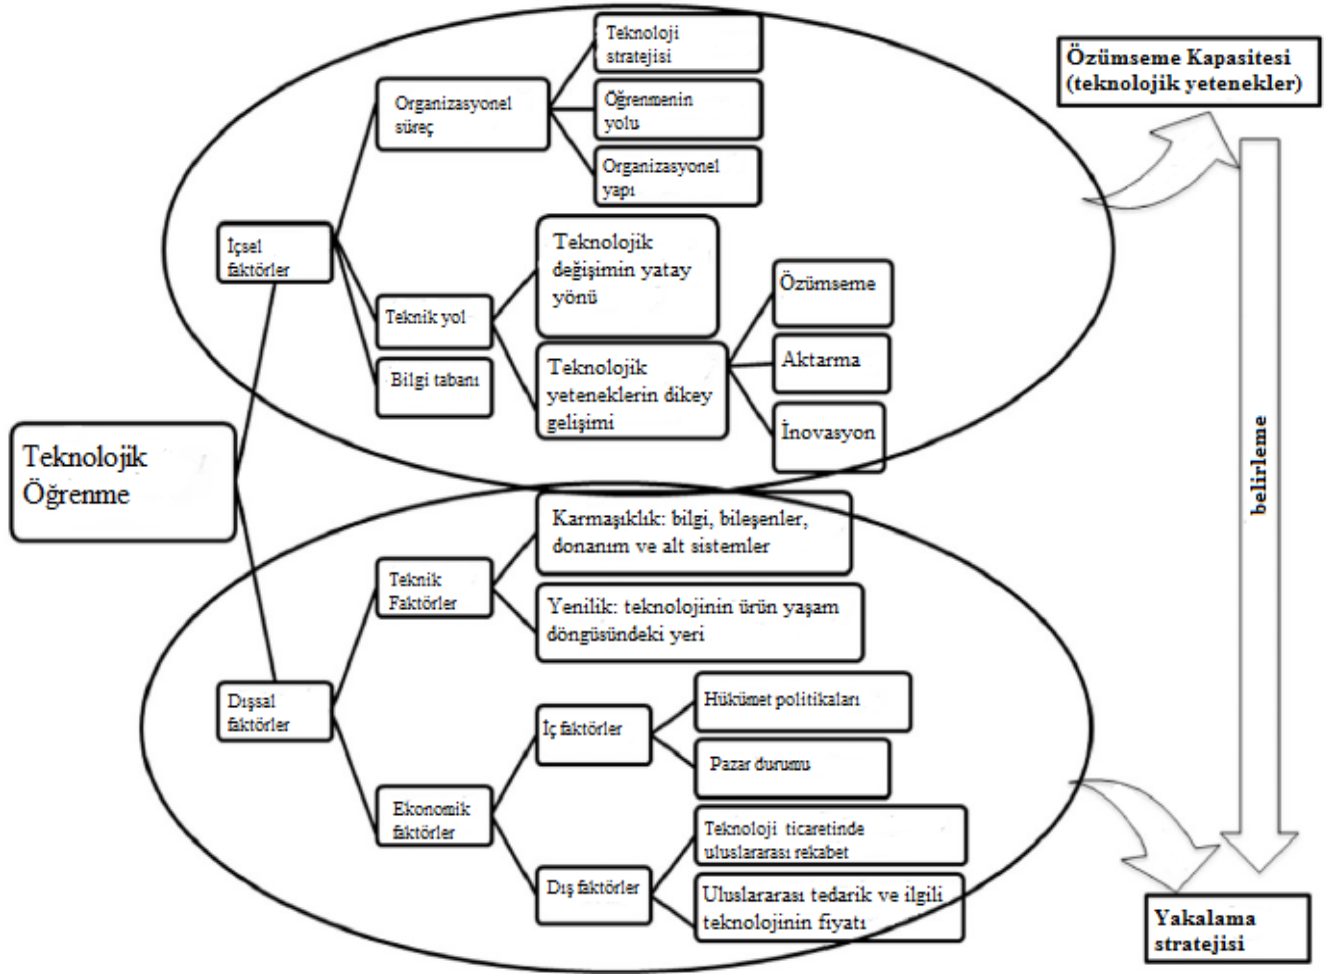 Teknoloji
stratejisi
Özümseme Kapasitesi
(teknolojik yetenekler)
Organizasyonel
süreç
Öğrenmenin
yolu
Organizasyonel
yapı
İçsel
faktörler
Teknolojik
değişimin yatay
yönü
Özümseme
Teknik yol
Aktarma
Bilgi tabanı
Teknolojik
yeteneklerin dikey
gelişimi
İnovasyon
Teknolojik
Öğrenme
belirleme
Karmaşıklık: bilgi, bileşenler,
donanım ve alt sistemler
Teknik
Faktörler
Yenilik: teknolojinin ürün yaşam
döngüsündeki yeri
Dışsal
faktörler
İç faktörler
Hükümet politikaları
Pazar durumu
Ekonomik
faktörler
Teknoloji ticaretinde
uluslararası rekabet
Dış faktörler
Uluslararası tedarik ve ilgili
teknolojinin fiyatı
Yakalama
stratejisi